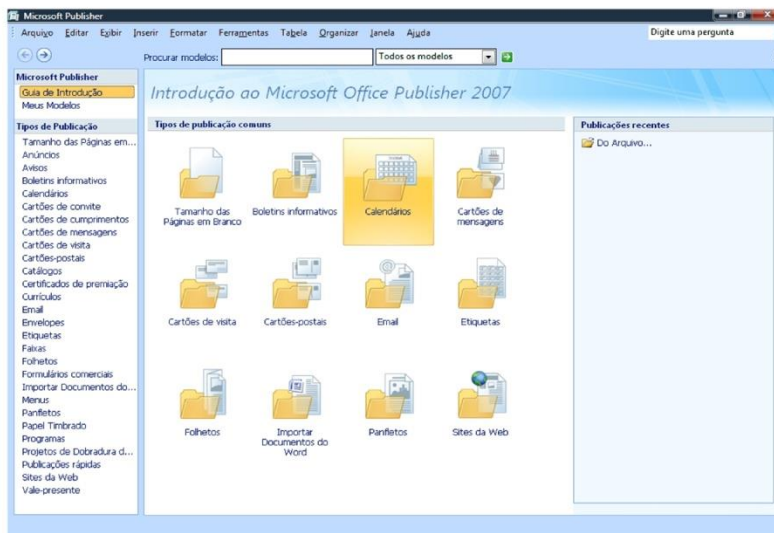 Microsoft Publisher
Arquivo Editar Exibir Inserir Formatar Ferramentas Tabela Organizar Janela Ajuda
Digite uma pergunta
Procurar modelos:
Todos os modelos
Microsoft Publisher
Guia de Introdução
Meus Modelos
Tipos de Publicação
Tamanho das Páginas em...
Anúncios
Avisos
Boletins informativos
Calendários
Cartões de convite
Cartões de cumprimentos
Cartões de mensagens
Cartões de visita
Cartões-postais
Catálogos
Certificados de premiação
Currículos
Email
Envelopes
Etiquetas
Faixas
Folhetos
Formulários comerciais
Importar Documentos do...
Menus
Panfletos
Papel Timbrado
Programas
Projetos de Dobradura d...
Publicações rápidas
Sites da Web
Vale-presente
Introdução ao Microsoft Office Publisher 2007
Tipos de publicação comuns
Tamanho das
Páginas em Branco
Boletins informativos
Calendários
Cartões de
mensagens
Cartões de visita
Cartões-postais
Email
Etiquetas
Folhetos
Importar
Documentos do
Word
Panfletos
Sites da Web
Publicações recentes
Do Arquivo...